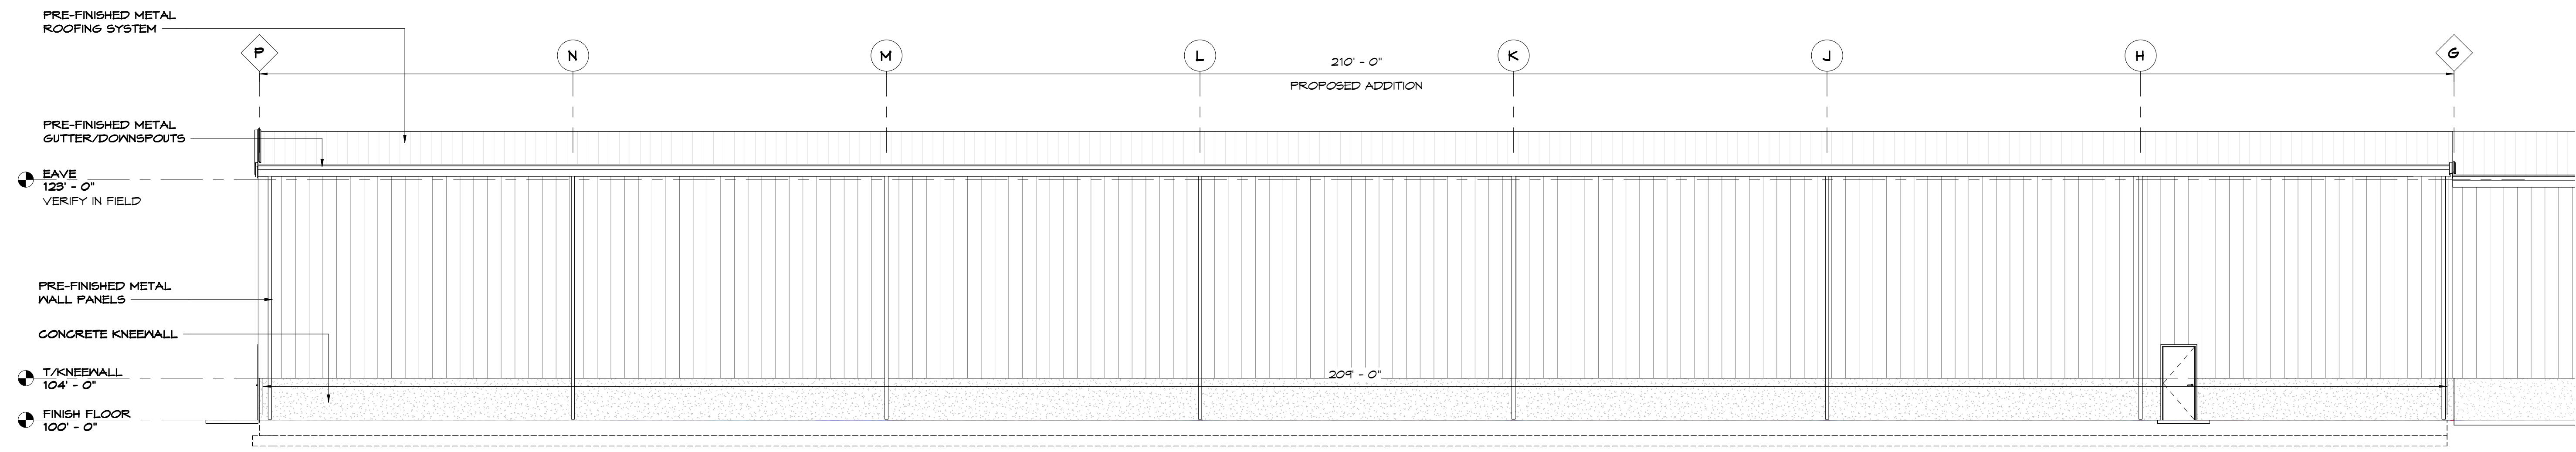 PRE-FINISHED METAL
ROOFING SYSTEM
P
N
M
L
K
J
H
G
210' - 0"
PROPOSED ADDITION
PRE-FINISHED METAL
GUTTER/DOWNSPOUTS
EAVE
123' - 0"
VERIFY IN FIELD
PRE-FINISHED METAL
WALL PANELS
CONCRETE KNEEWALL
T/KNEEWALL
104' - 0"
209' - 0"
FINISH FLOOR
100' - 0"